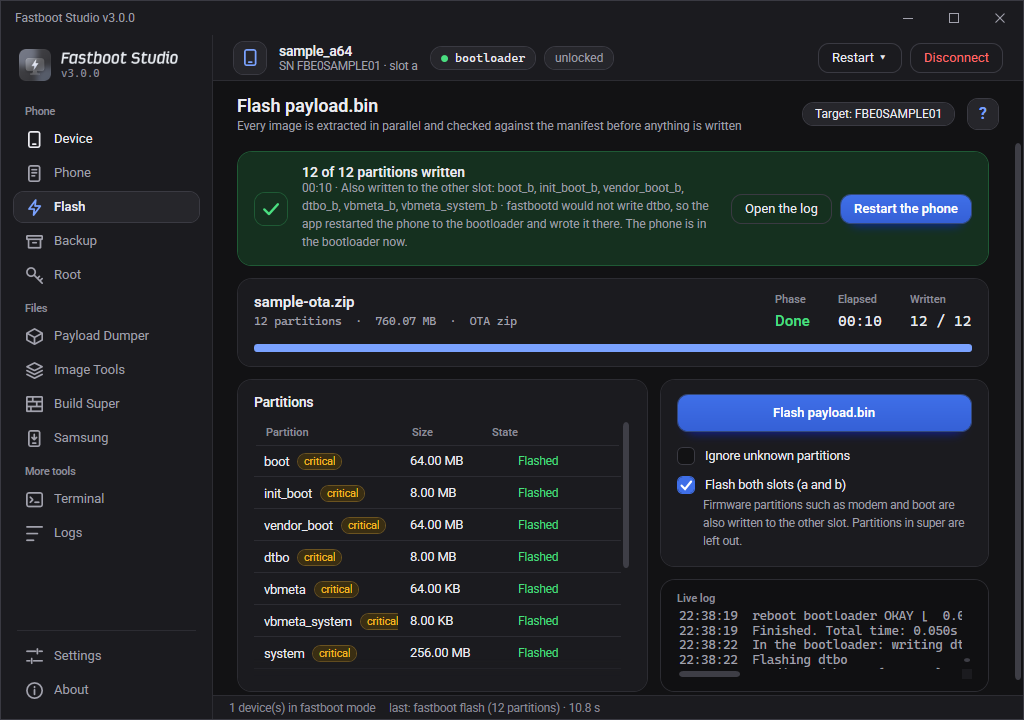 Fastboot Studio v3.0.0
Fastboot Studio
v3.0.0
Phone
Device
Phone
Flash
Backup
Root
Files
Payload Dumper
Image Tools
Build Super
Samsung
More tools
Terminal
Logs
Settings
About
sample_a64
SN FBE0SAMPLE01 · slot a
bootloader
unlocked
Restart
Disconnect
Flash payload.bin
Every image is extracted in parallel and checked against the manifest before anything is written
Target: FBE0SAMPLE01
?
12 of 12 partitions written
00:10 · Also written to the other slot: boot_b, init_boot_b, vendor_boot_b,
dtbo_b, vbmeta_b, vbmeta_system_b · fastbootd would not write dtbo, so the
app restarted the phone to the bootloader and wrote it there. The phone is in
the bootloader now.
Open the log
Restart the phone
sample-ota.zip
12 partitions · 760.07 MB · OTA zip
Phase Elapsed Written
Done 00:10 12 / 12
Partitions
Partition Size State
boot critical 64.00 MB Flashed
init_boot critical 8.00 MB Flashed
vendor_boot critical 64.00 MB Flashed
dtbo critical 8.00 MB Flashed
vbmeta critical 64.00 KB Flashed
vbmeta_system critical 8.00 KB Flashed
system critical 256.00 MB Flashed
Flash payload.bin
Ignore unknown partitions
Flash both slots (a and b)
Firmware partitions such as modem and boot are
also written to the other slot. Partitions in super are
left out.
Live log
22:38:19 reboot bootloader OKAY [ 0.0
22:38:19 Finished. Total time: 0.050s
22:38:22 In the bootloader: writing dt
22:38:22 Flashing dtbo
1 device(s) in fastboot mode last: fastboot flash (12 partitions) · 10.8 s